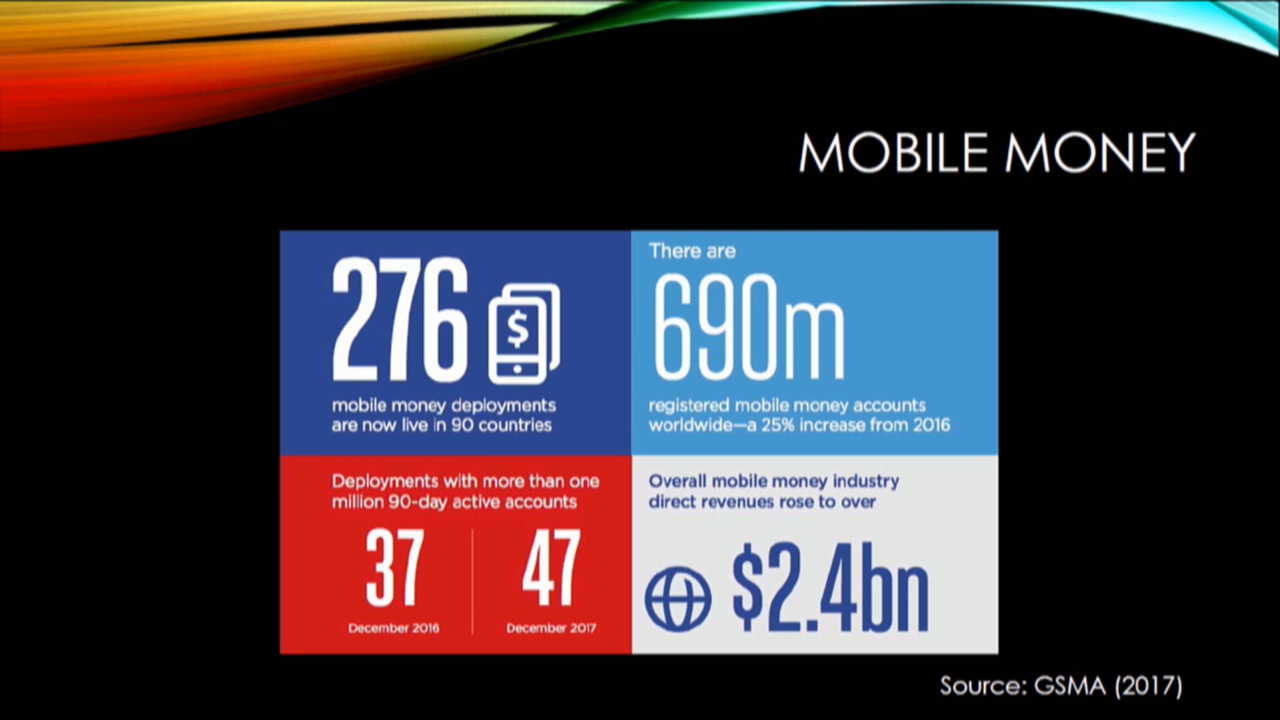 MOBILE MONEY
276
$
mobile money deployments
are now live in 90 countries
There are
690m
registered mobile money accounts
worldwide—a 25% increase from 2016
Deployments with more than one
million 90-day active accounts
37
December 2016
47
December 2017
Overall mobile money industry
direct revenues rose to over
$2.4bn
Source: GSMA (2017)